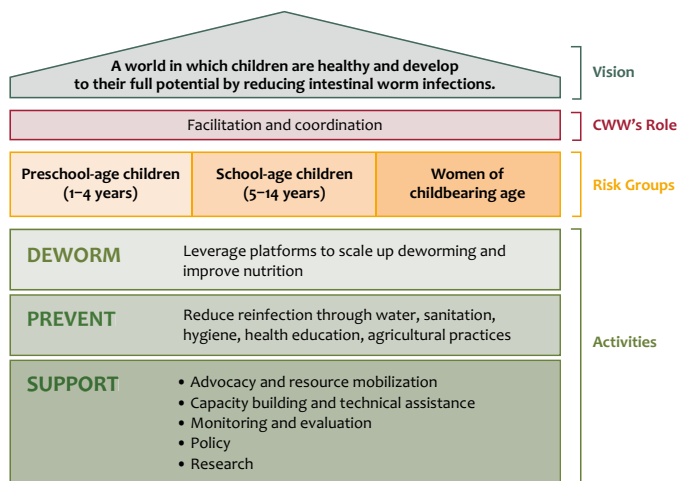 A world in which children are healthy and develop
to their full potential by reducing intestinal worm infections.
Vision
Facilitation and coordination
CWW's Role
Preschool-age children
(1–4 years)
School-age children
(5–14 years)
Women of
childbearing age
Risk Groups
DEWORM
Leverage platforms to scale up deworming and
improve nutrition
PREVENT
Reduce reinfection through water, sanitation,
hygiene, health education, agricultural practices
Activities
SUPPORT
• Advocacy and resource mobilization
• Capacity building and technical assistance
• Monitoring and evaluation
• Policy
• Research